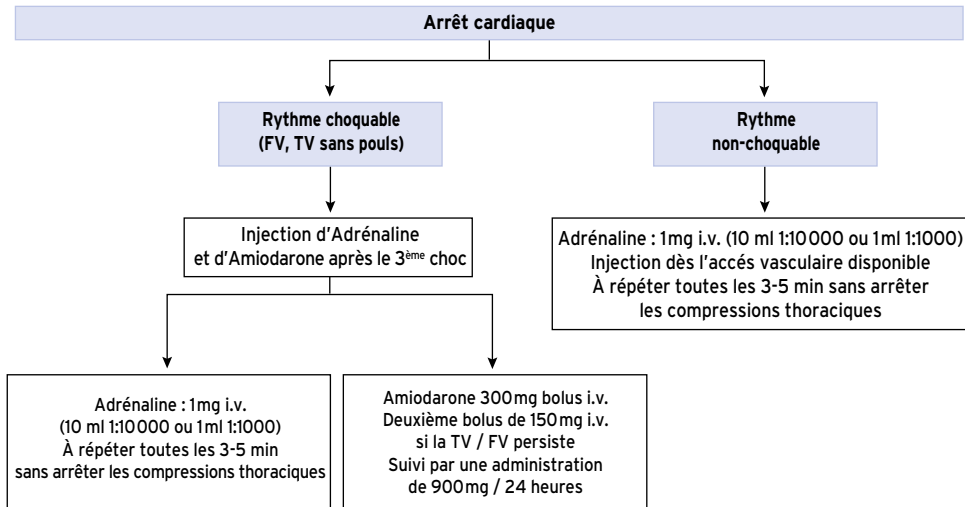 Arrêt cardiaque
Rythme choquable
(FV, TV sans pouls)
Rythme
non-choquable
Injection d'Adrénaline
et d'Amiodarone après le 3ème choc
Adrénaline : 1mg i.v. (10 ml 1:10000 ou 1ml 1:1000)
Injection dès l'accés vasculaire disponible
À répéter toutes les 3-5 min sans arrêter
les compressions thoraciques
Adrénaline : 1mg i.v.
(10 ml 1:10000 ou 1ml 1:1000)
À répéter toutes les 3-5 min
sans arrêter les compressions thoraciques
Amiodarone 300mg bolus i.v.
Deuxième bolus de 150mg i.v.
si la TV / FV persiste
Suivi par une administration
de 900mg / 24 heures